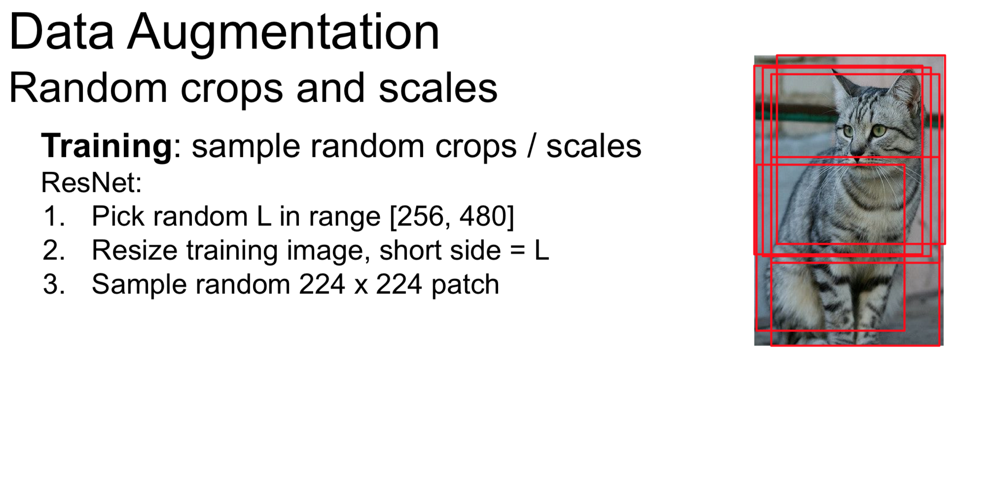 Data Augmentation
Random crops and scales
Training: sample random crops / scales
ResNet:
1. Pick random L in range [256, 480]
2. Resize training image, short side = L
3. Sample random 224 x 224 patch